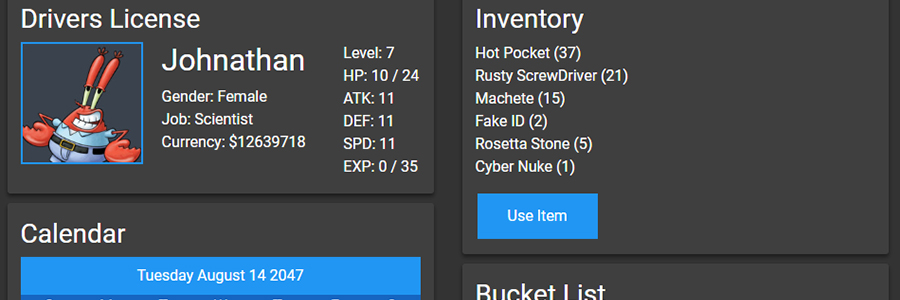 Drivers License
Johnathan
Gender: Female
Job: Scientist
Currency: $12639718
Level: 7
HP: 10 / 24
ATK: 11
DEF: 11
SPD: 11
EXP: 0 / 35
Calendar
Tuesday August 14 2047
Inventory
Hot Pocket (37)
Rusty ScrewDriver (21)
Machete (15)
Fake ID (2)
Rosetta Stone (5)
Cyber Nuke (1)
Use Item
Bucket List